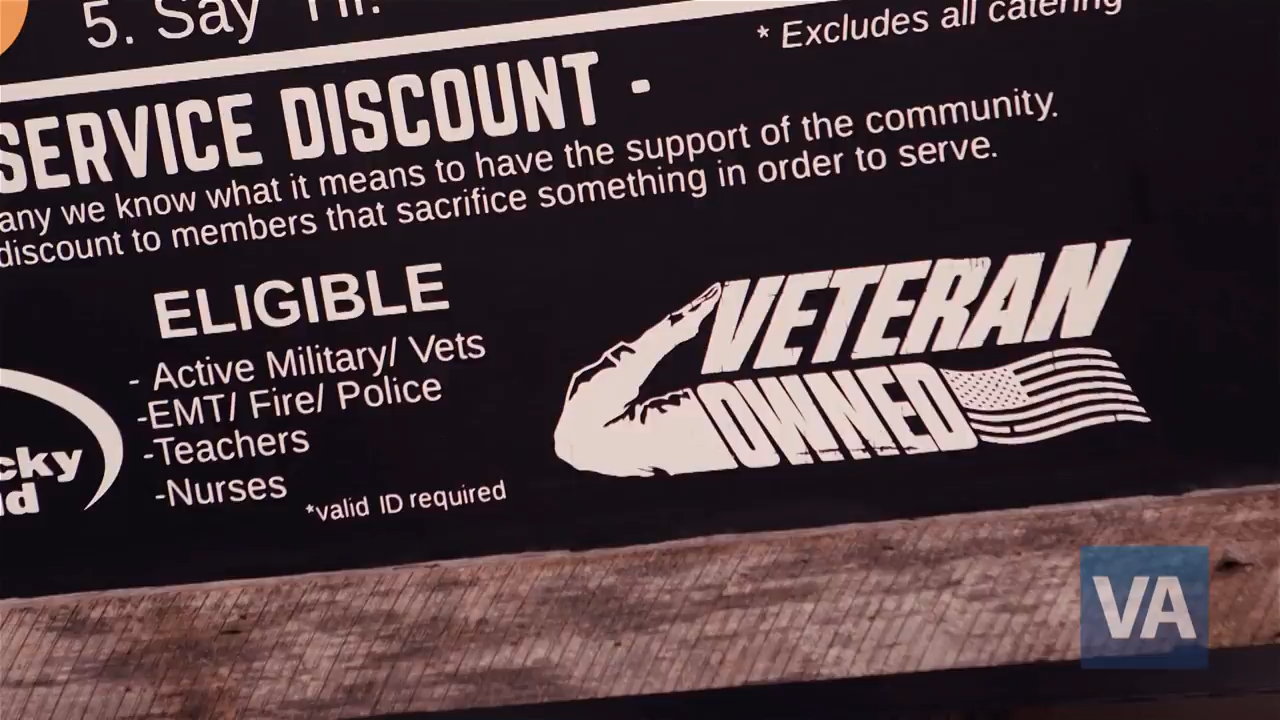 5. Say "Hi."
* Excludes all catering
SERVICE DISCOUNT -
any we know what it means to have the support of the community.
discount to members that sacrifice something in order to serve.
ELIGIBLE
- Active Military/ Vets
-EMT/ Fire/ Police
-Teachers
-Nurses
*valid ID required
VETERAN
OWNED
cky
VA